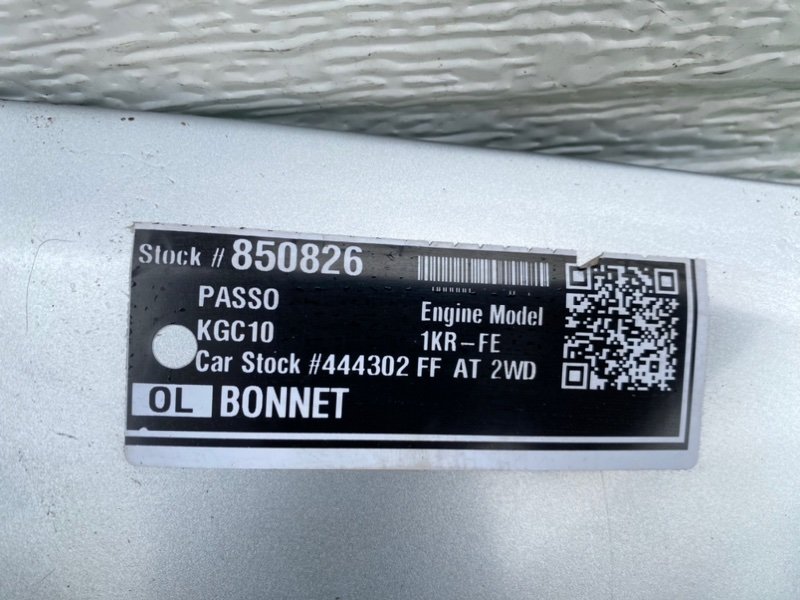 Stock # 850826
PASSO
KGC10
Engine Model
1KR-FE
Car Stock #444302 FF AT 2WD
OL BONNET